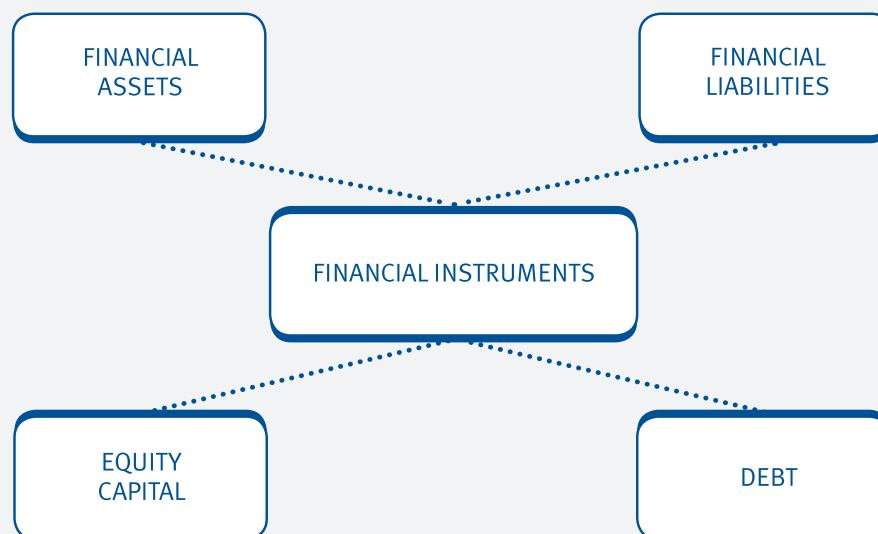 FINANCIAL
ASSETS
FINANCIAL
LIABILITIES
FINANCIAL INSTRUMENTS
EQUITY
CAPITAL
DEBT